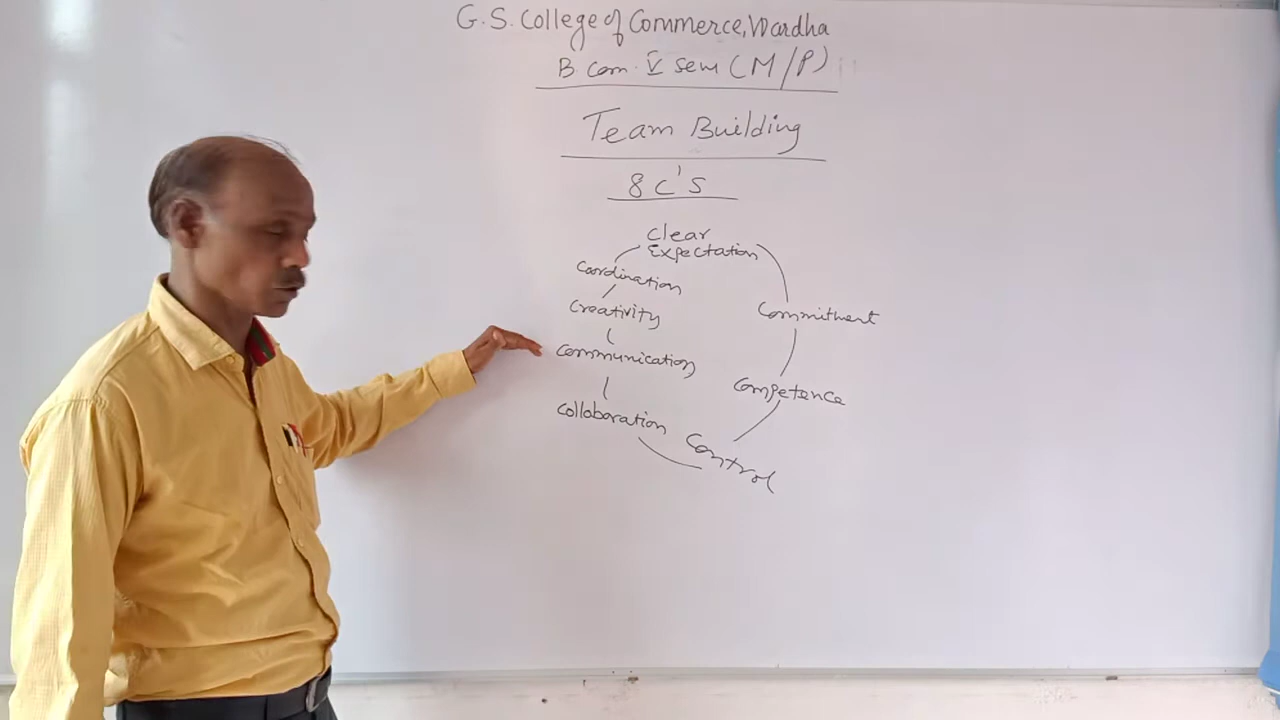 G.S. College of Commerce, Wardha
B.Com. V sem (M/P)
Team Building
8 C's
Clear
Expectation
Coordination
Creativity
Commitment
Communication
Competence
Collaboration
Control